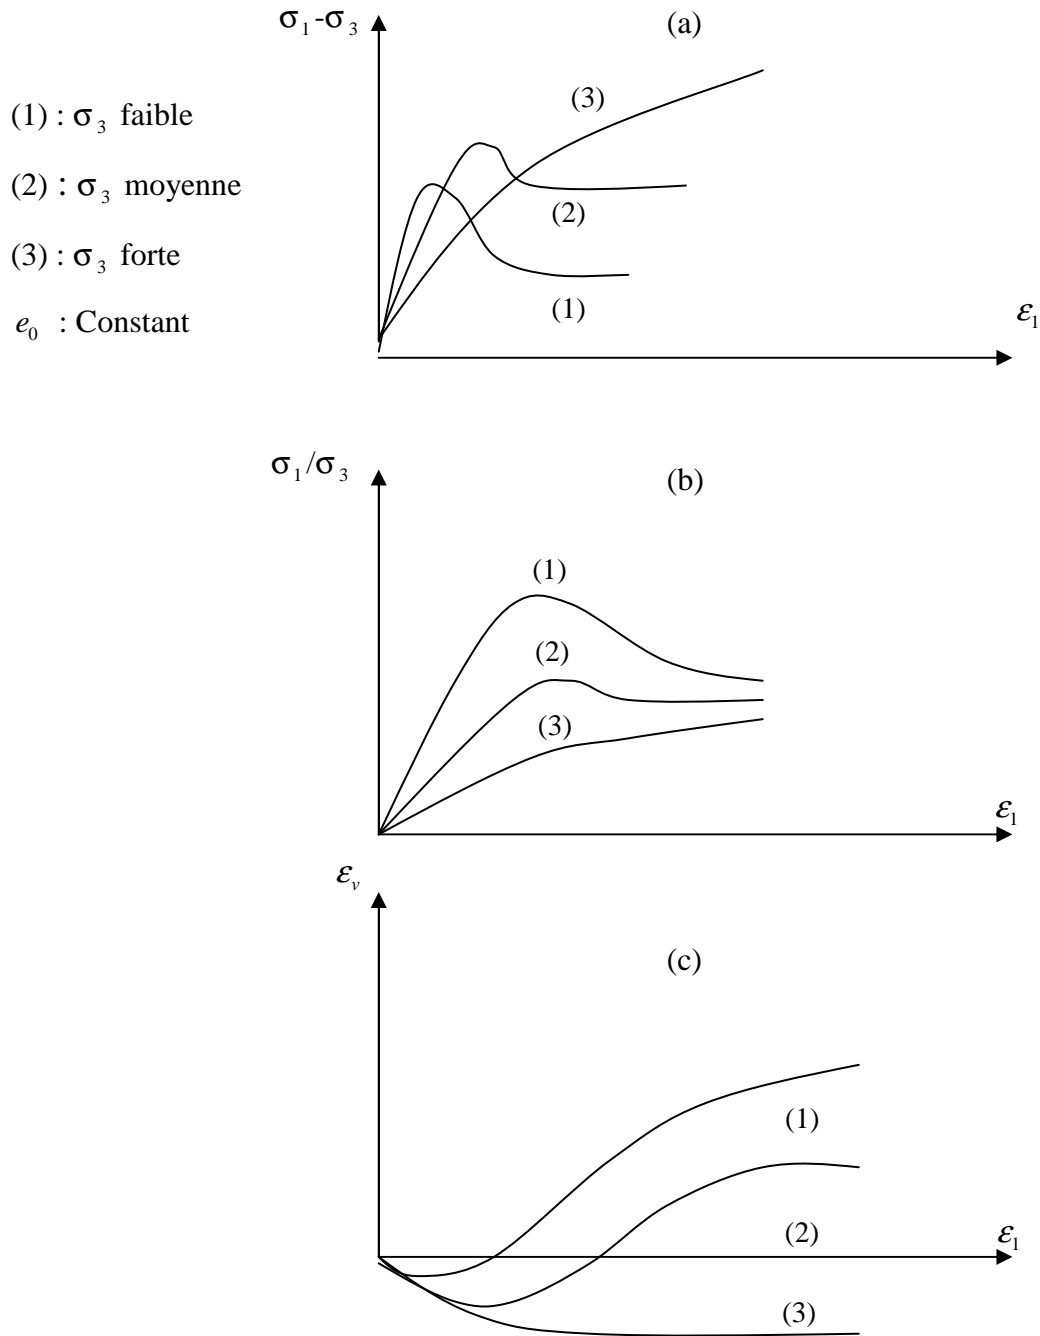 σ₁-σ₃
(a)
(3)
(1) : σ₃ faible
(2) : σ₃ moyenne
(2)
(3) : σ₃ forte
(1)
e₀ : Constant
ε₁
σ₁/σ₃
(b)
(1)
(2)
(3)
ε₁
εᵥ
(c)
(1)
(2)
ε₁
(3)